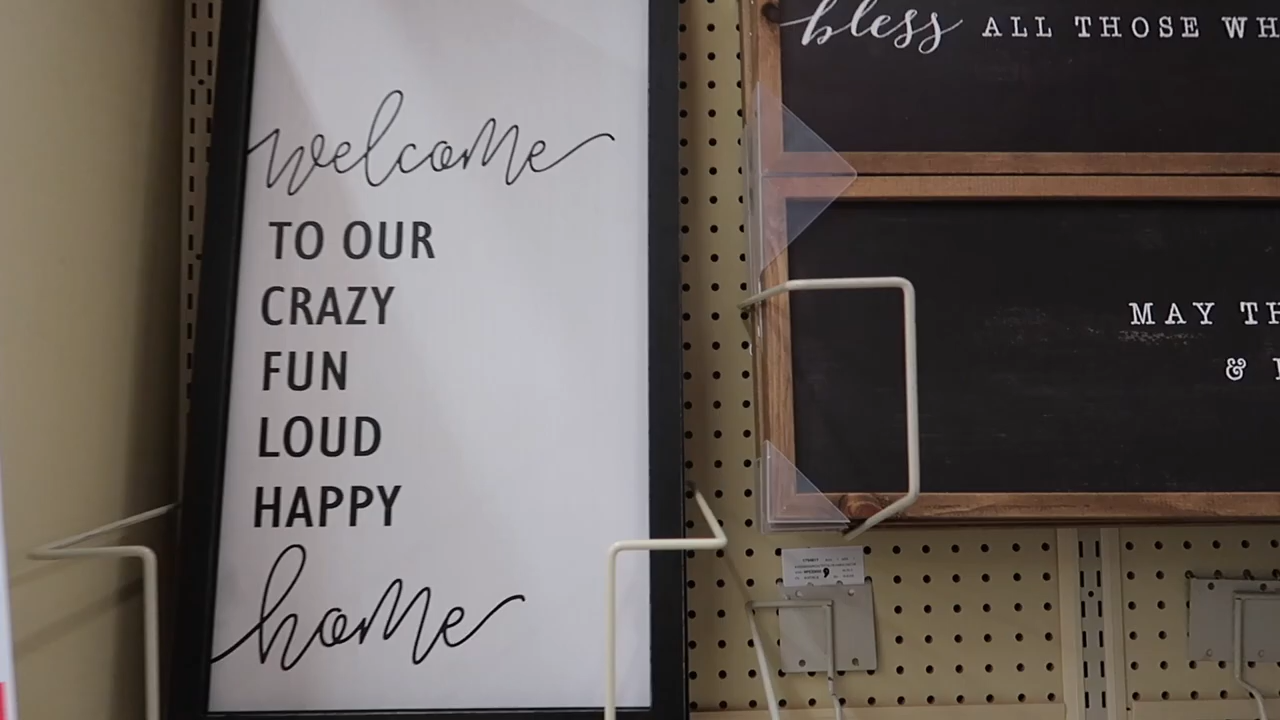 welcome
TO OUR
CRAZY
FUN
LOUD
HAPPY
home
bless ALL THOSE WH
MAY TH
&